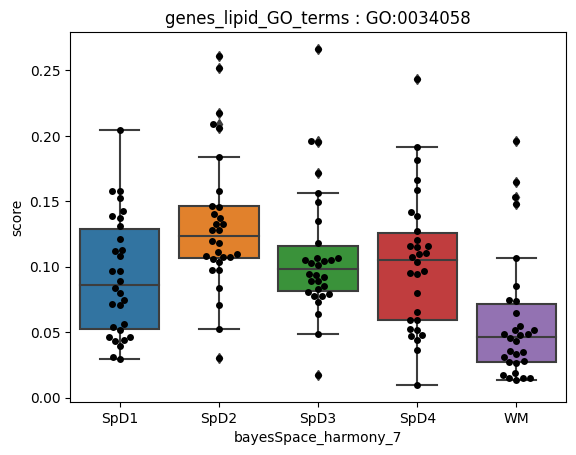 genes_lipid_GO_terms : GO:0034058
0.25
0.20
0.15
0.10
0.05
0.00
score
SpD1 SpD2 SpD3 SpD4 WM
bayesSpace_harmony_7